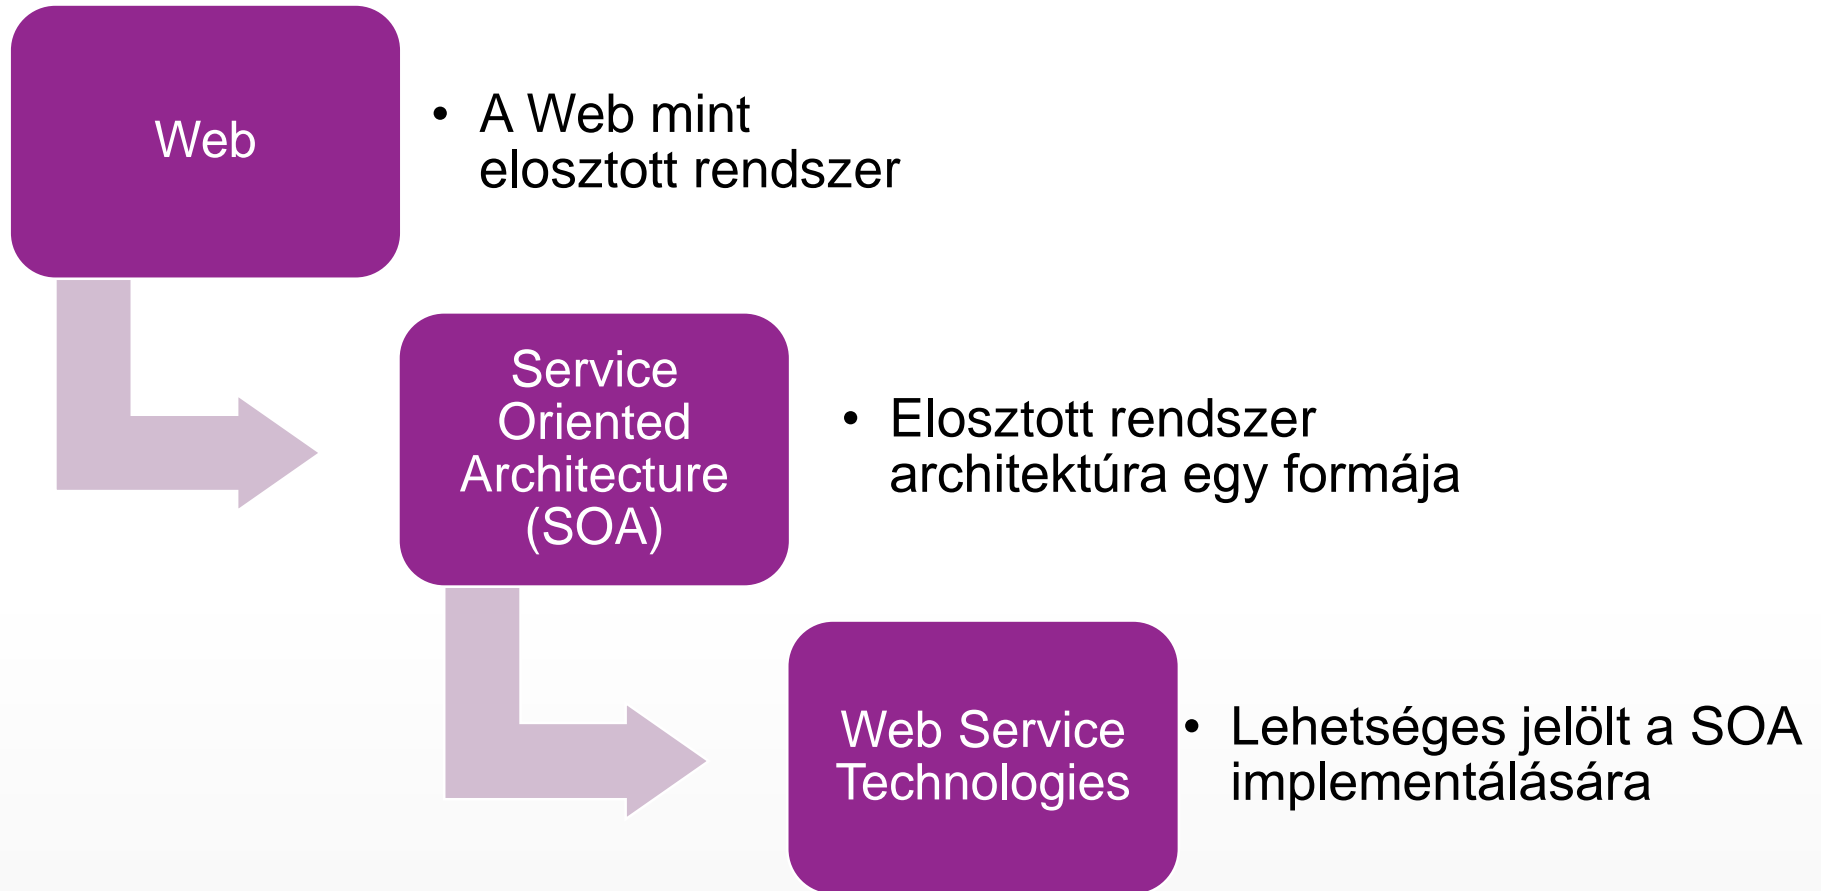 Web
• A Web mint
elosztott rendszer
Service
Oriented
Architecture
(SOA)
• Elosztott rendszer
architektúra egy formája
Web Service
Technologies
• Lehetséges jelölt a SOA
implementálására